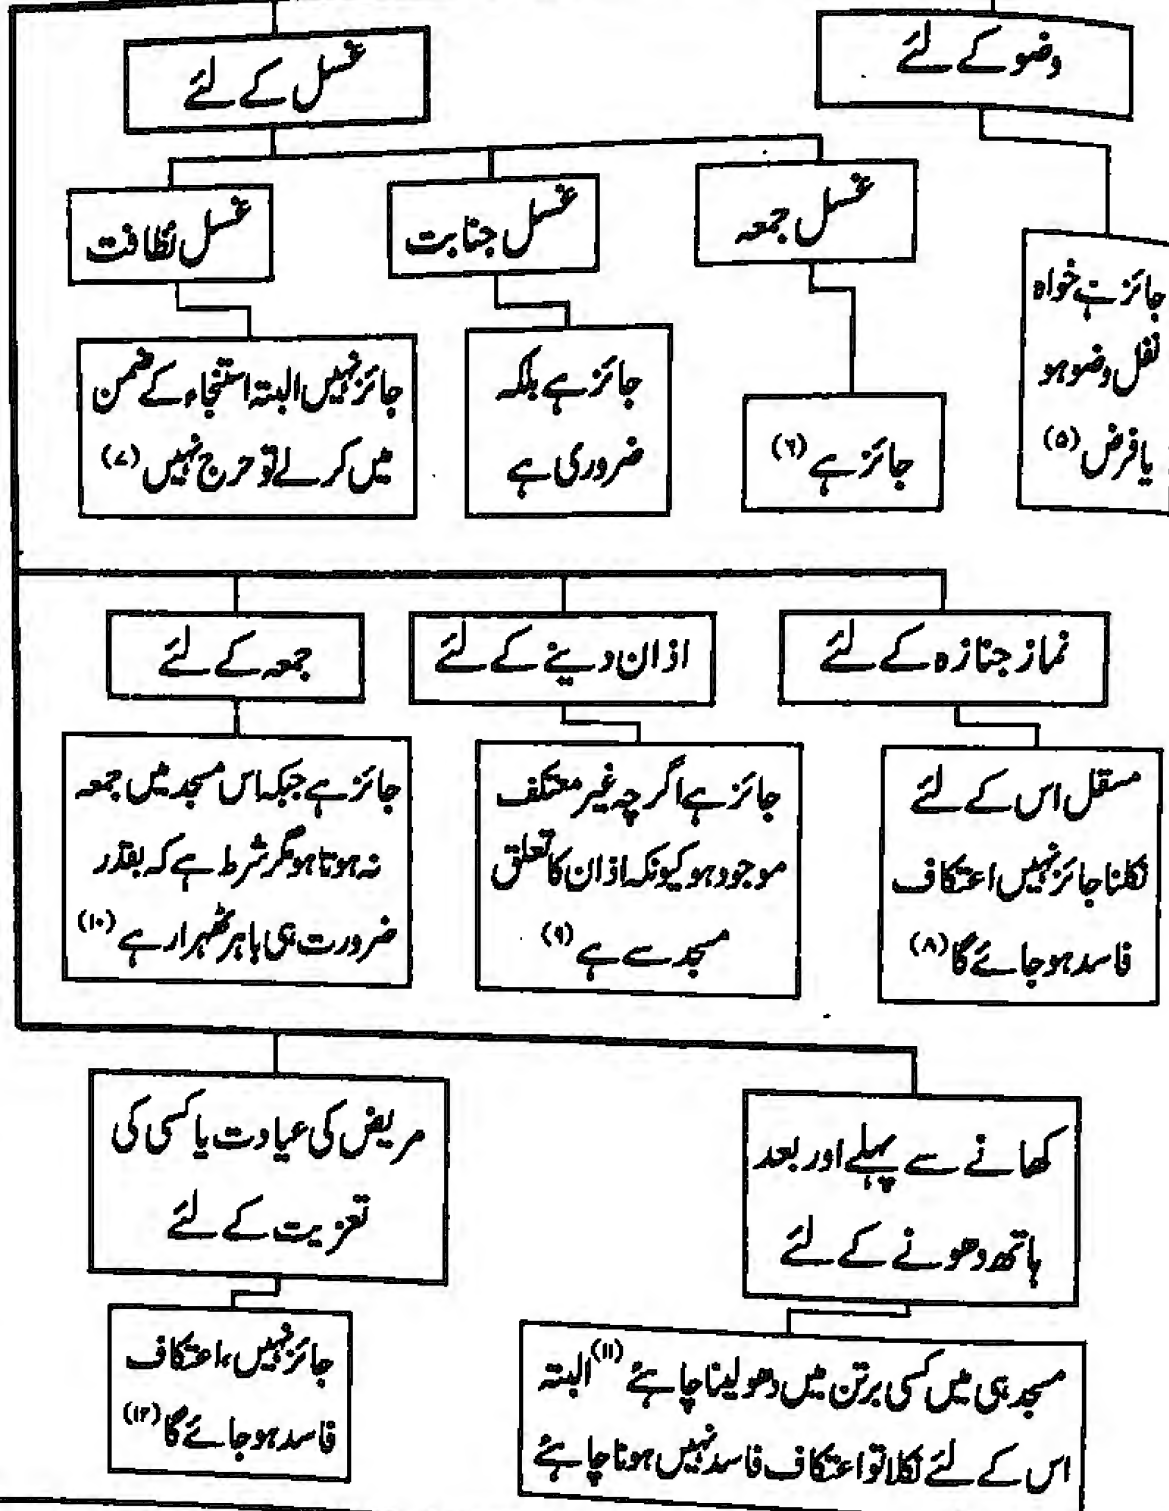 وضو کے لئے
جائز ہے خواہ
نفل وضو ہو
یا فرض (۵)
غسل کے لئے
غسل جمعہ
جائز ہے (۶)
غسل جنابت
جائز ہے بلکہ
ضروری ہے
غسل نظافت
جائز نہیں البتہ استنجاء کے ضمن
میں کر لے تو حرج نہیں (۷)
نماز جنازہ کے لئے
مستقل اس کے لئے
نکلنا جائز نہیں اعتکاف
فاسد ہو جائے گا (۸)
اذان دینے کے لئے
جائز ہے اگر چہ غیر معتکف
موجود ہو کیونکہ اذان کا تعلق
مسجد سے ہے (۹)
جمعہ کے لئے
جائز ہے جبکہ اس مسجد میں جمعہ
نہ ہوتا ہو مگر شرط ہے کہ بقدر
ضرورت ہی باہر ٹھہرا رہے (۱۰)
کھانے سے پہلے اور بعد
ہاتھ دھونے کے لئے
مسجد ہی میں کسی برتن میں دھو لینا چاہئے (۱۱) البتہ
اس کے لئے نکلا تو اعتکاف فاسد نہیں ہونا چاہئے
مریض کی عیادت یا کسی کی
تعزیت کے لئے
جائز نہیں، اعتکاف
فاسد ہو جائے گا (۱۲)